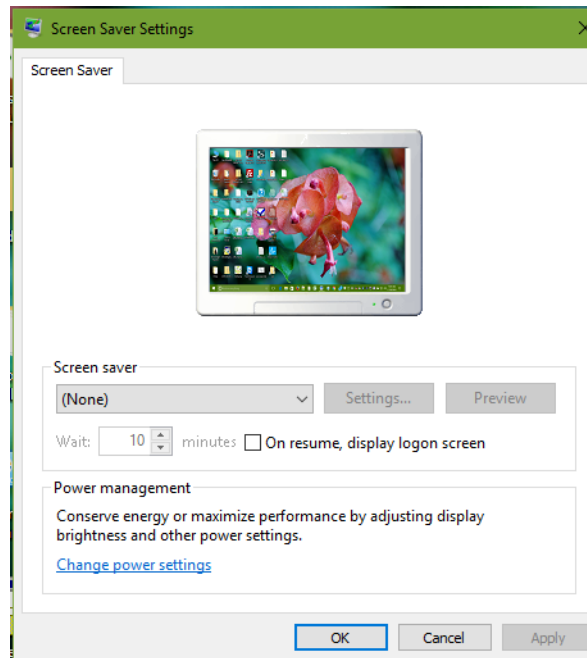 Screen Saver Settings
Screen Saver
Screen saver
(None)
Settings...
Preview
Wait: 10 minutes
On resume, display logon screen
Power management
Conserve energy or maximize performance by adjusting display
brightness and other power settings.
Change power settings
OK
Cancel
Apply